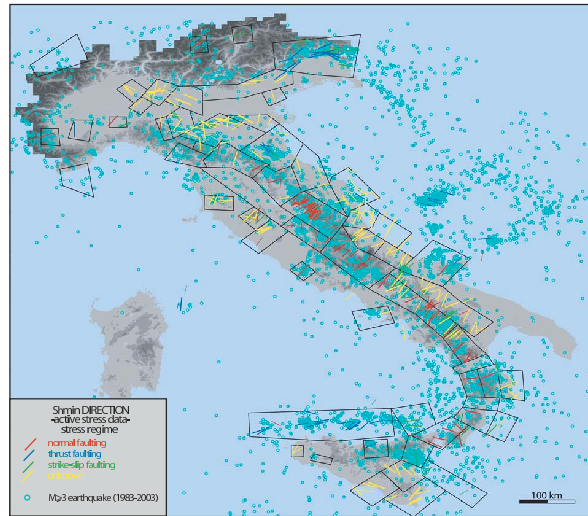 Shmin DIRECTION
-active stress data-
stress regime
normal faulting
thrust faulting
strike-slip faulting
unknown
M⩾3 earthquake (1983-2003)
100 km